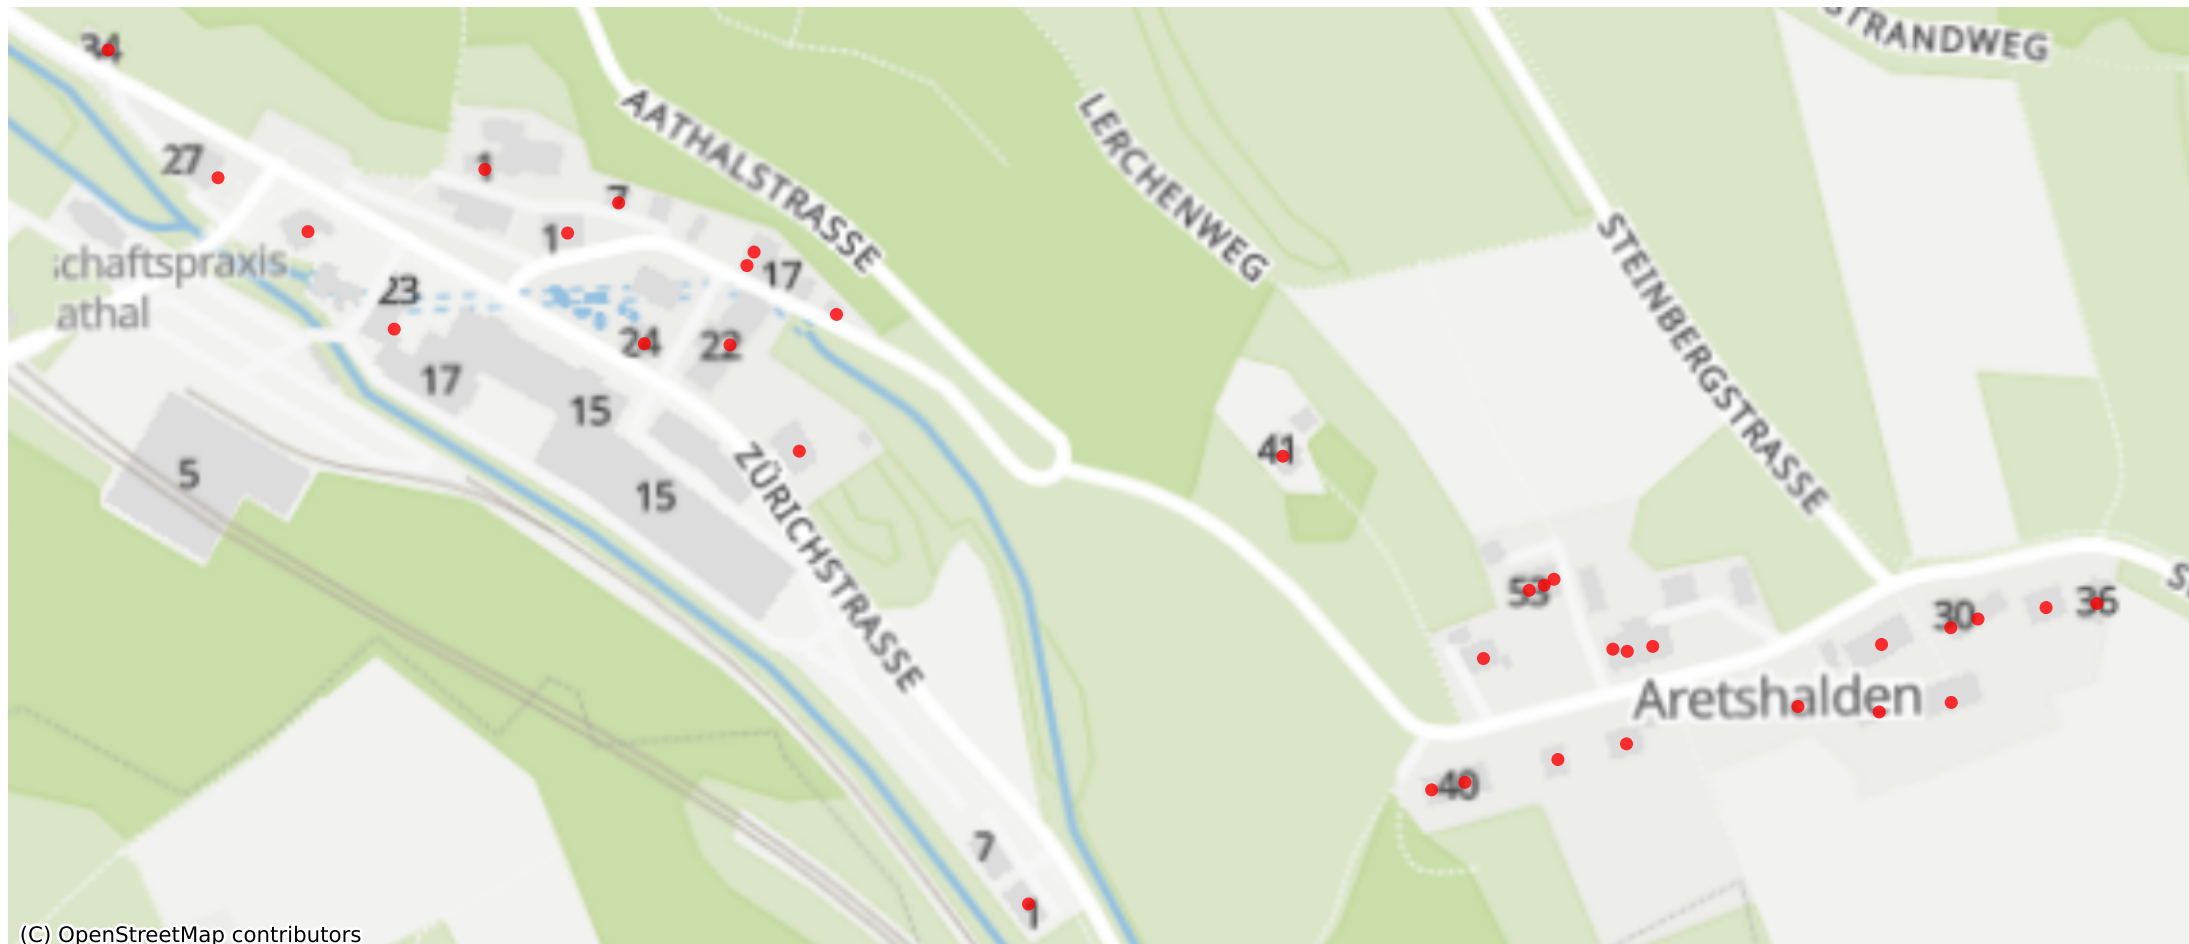 STRANDWEG
34
AATHALSTRASSE
LERCHENWEG
27
1
7
STEINBERGSTRASSE
1
chaftspraxis
athal
17
23
24
22
17
15
41
5
15
ZÜRICHSTRASSE
53
30
36
Aretshalden
40
7
1
(C) OpenStreetMap contributors